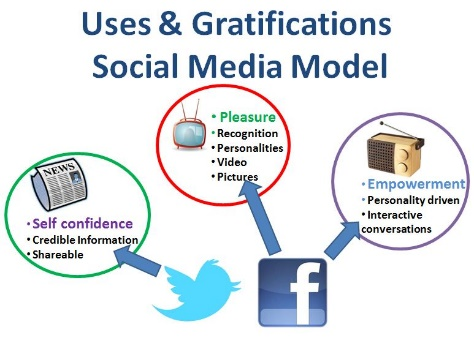 Uses & Gratifications
Social Media Model
NEWS
• Self confidence
• Credible Information
• Shareable
• Pleasure
• Recognition
• Personalities
• Video
• Pictures
• Empowerment
• Personality driven
• Interactive
conversations
f